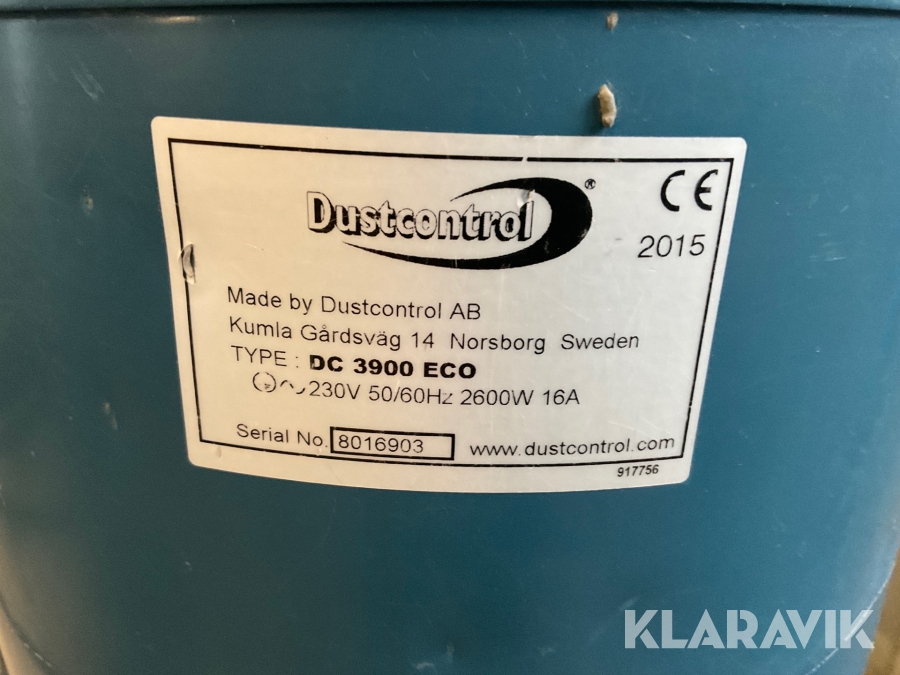 Dustcontrol®
CE
2015
Made by Dustcontrol AB
Kumla Gårdsväg 14 Norsborg Sweden
TYPE : DC 3900 ECO
230V 50/60Hz 2600W 16A
Serial No. 8016903 www.dustcontrol.com
917756
KLARAVIK